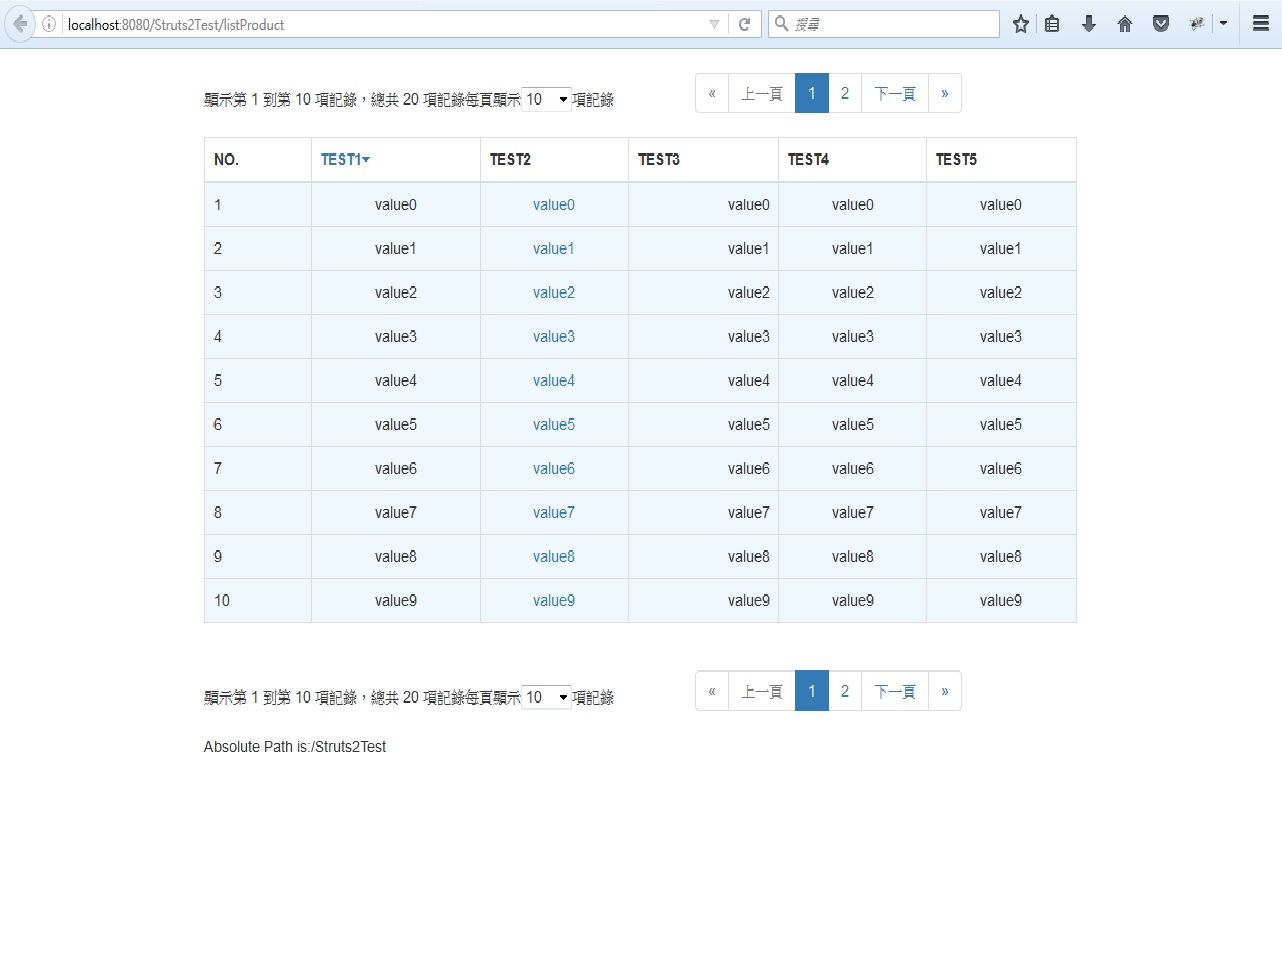 localhost:8080/Struts2Test/listProduct 搜尋
顯示第 1 到第 10 項記錄，總共 20 項記錄每頁顯示 10 項記錄 « 上一頁 1 2 下一頁 »
NO. TEST1 TEST2 TEST3 TEST4 TEST5
1 value0 value0 value0 value0 value0
2 value1 value1 value1 value1 value1
3 value2 value2 value2 value2 value2
4 value3 value3 value3 value3 value3
5 value4 value4 value4 value4 value4
6 value5 value5 value5 value5 value5
7 value6 value6 value6 value6 value6
8 value7 value7 value7 value7 value7
9 value8 value8 value8 value8 value8
10 value9 value9 value9 value9 value9
顯示第 1 到第 10 項記錄，總共 20 項記錄每頁顯示 10 項記錄 « 上一頁 1 2 下一頁 »
Absolute Path is:/Struts2Test